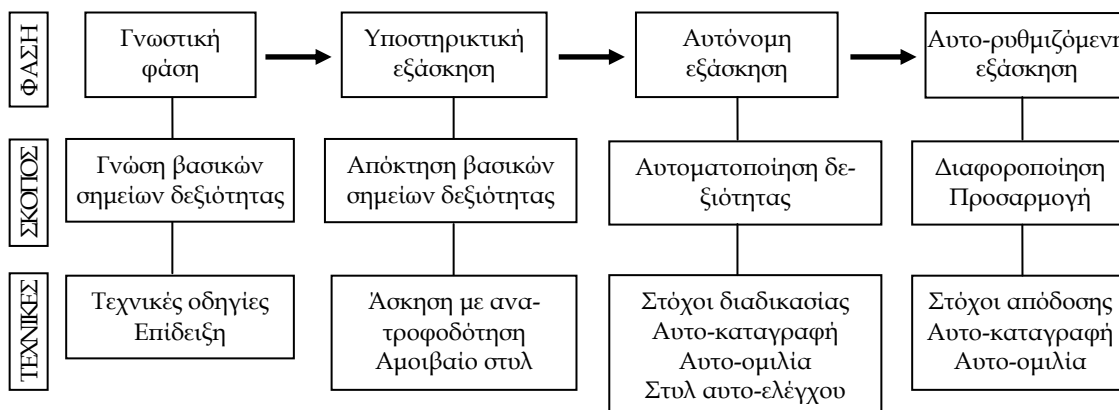 ΦΑΣΗ
Γνωστική
φάση
Υποστηρικτική
εξάσκηση
Αυτόνομη
εξάσκηση
Αυτο-ρυθμιζόμενη
εξάσκηση
ΣΚΟΠΟΣ
Γνώση βασικών
σημείων δεξιότητας
Απόκτηση βασικών
σημείων δεξιότητας
Αυτοματοποίηση δε-
ξιότητας
Διαφοροποίηση
Προσαρμογή
ΤΕΧΝΙΚΕΣ
Τεχνικές οδηγίες
Επίδειξη
Άσκηση με ανα-
τροφοδότηση
Αμοιβαίο στυλ
Στόχοι διαδικασίας
Αυτο-καταγραφή
Αυτο-ομιλία
Στυλ αυτο-ελέγχου
Στόχοι απόδοσης
Αυτο-καταγραφή
Αυτο-ομιλία